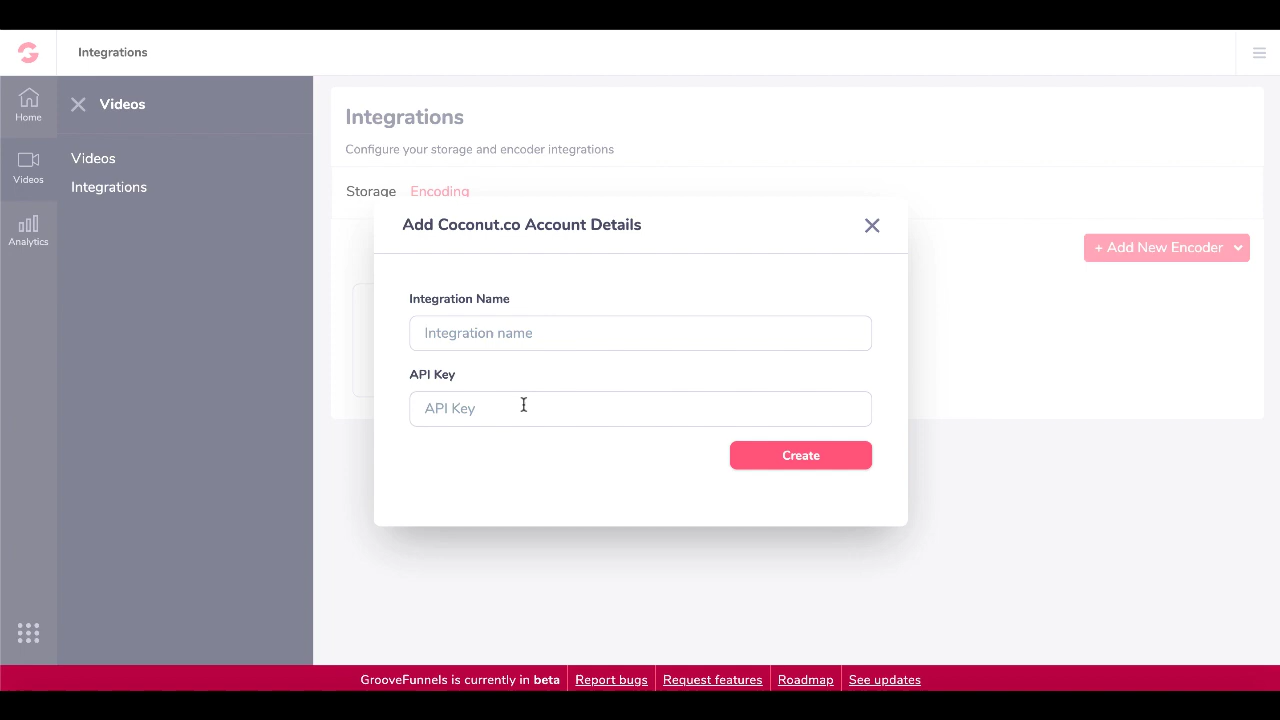 Integrations
Home
Videos
Videos
Integrations
Videos
Analytics
Integrations
Configure your storage and encoder integrations
Storage Encoding
+ Add New Encoder
Add Coconut.co Account Details
Integration Name
Integration name
API Key
API Key
Create
GrooveFunnels is currently in beta Report bugs Request features Roadmap See updates